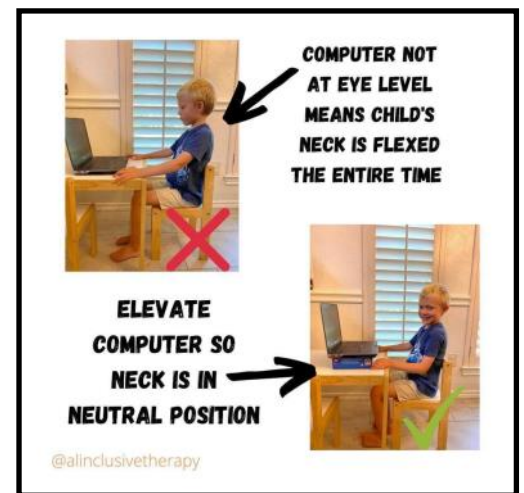 COMPUTER NOT
AT EYE LEVEL
MEANS CHILD'S
NECK IS FLEXED
THE ENTIRE TIME
ELEVATE
COMPUTER SO
NECK IS IN
NEUTRAL POSITION
@alinclusivetherapy